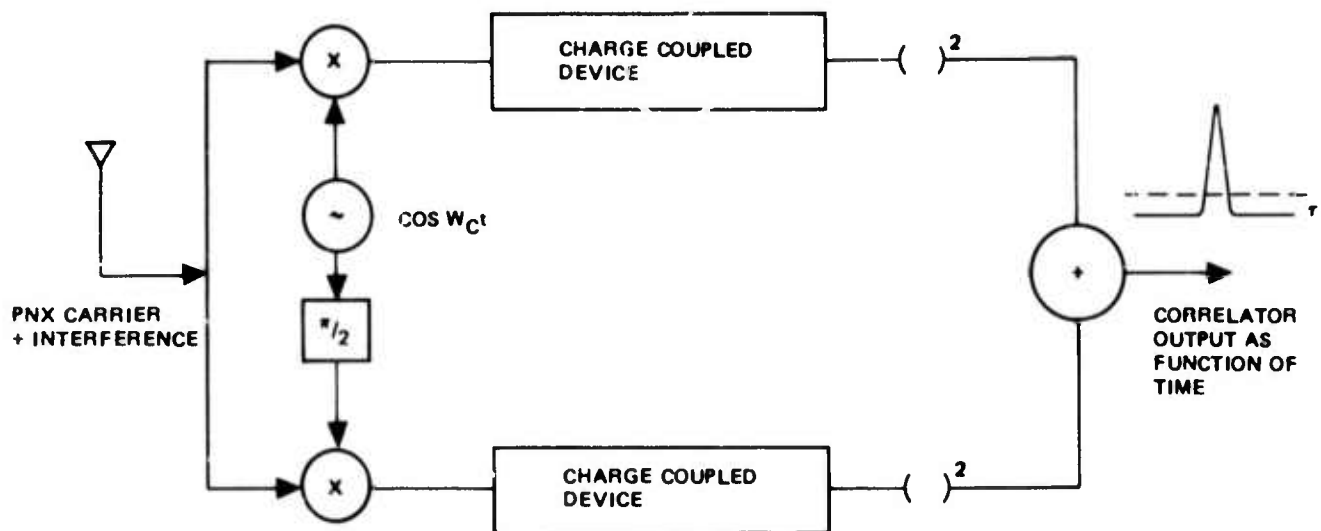 X
CHARGE COUPLED
DEVICE
( )²
~
COS W_C t
π/2
τ
PNX CARRIER
+ INTERFERENCE
+
CORRELATOR
OUTPUT AS
FUNCTION OF
TIME
X
CHARGE COUPLED
DEVICE
( )²